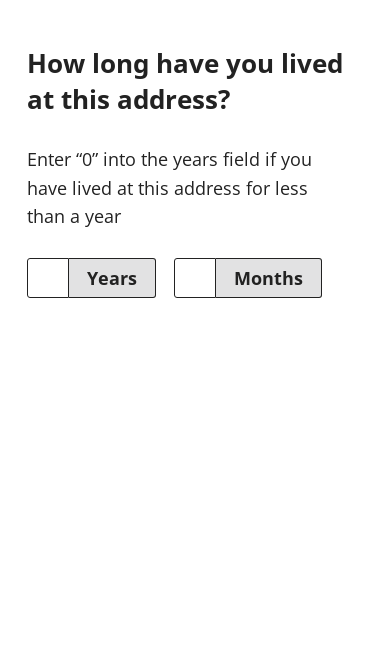 How long have you lived
at this address?
Enter “0” into the years field if you
have lived at this address for less
than a year
Years Months